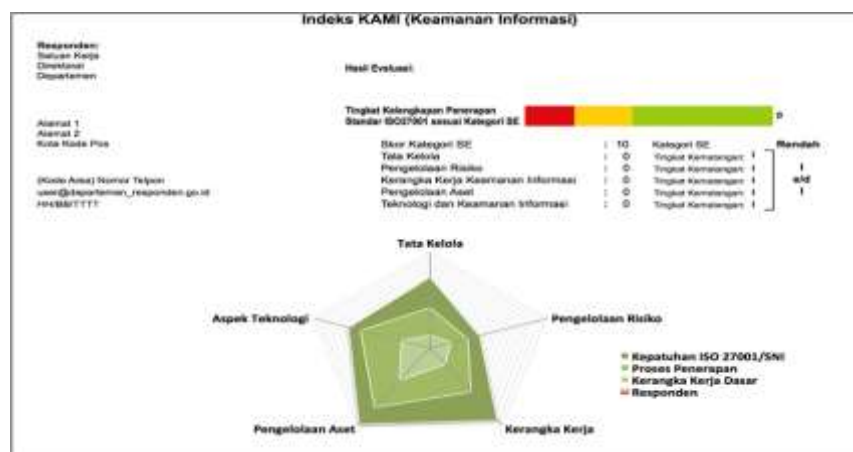 Indeks KAMI (Keamanan Informasi)
Responden:
Satuan Kerja
Direktorat
Departemen
Alamat 1
Alamat 2
Kota Kode Pos
(Kode Area) Nomor Telpon
user@departemen_responden.go.id
HH/BB/TTTT
Hasil Evaluasi:
Tingkat Kelengkapan Penerapan
Standar ISO27001 sesuai Kategori SE
0
Skor Kategori SE : 10 Kategori SE Rendah
Tata Kelola : 0 Tingkat Kematangan: I
Pengelolaan Risiko : 0 Tingkat Kematangan: I I
Kerangka Kerja Keamanan Informasi : 0 Tingkat Kematangan: I s/d
Pengelolaan Aset : 0 Tingkat Kematangan: I I
Teknologi dan Keamanan Informasi : 0 Tingkat Kematangan: I
Tata Kelola
Aspek Teknologi
Pengelolaan Risiko
Pengelolaan Aset
Kerangka Kerja
Kepatuhan ISO 27001/SNI
Proses Penerapan
Kerangka Kerja Dasar
Responden